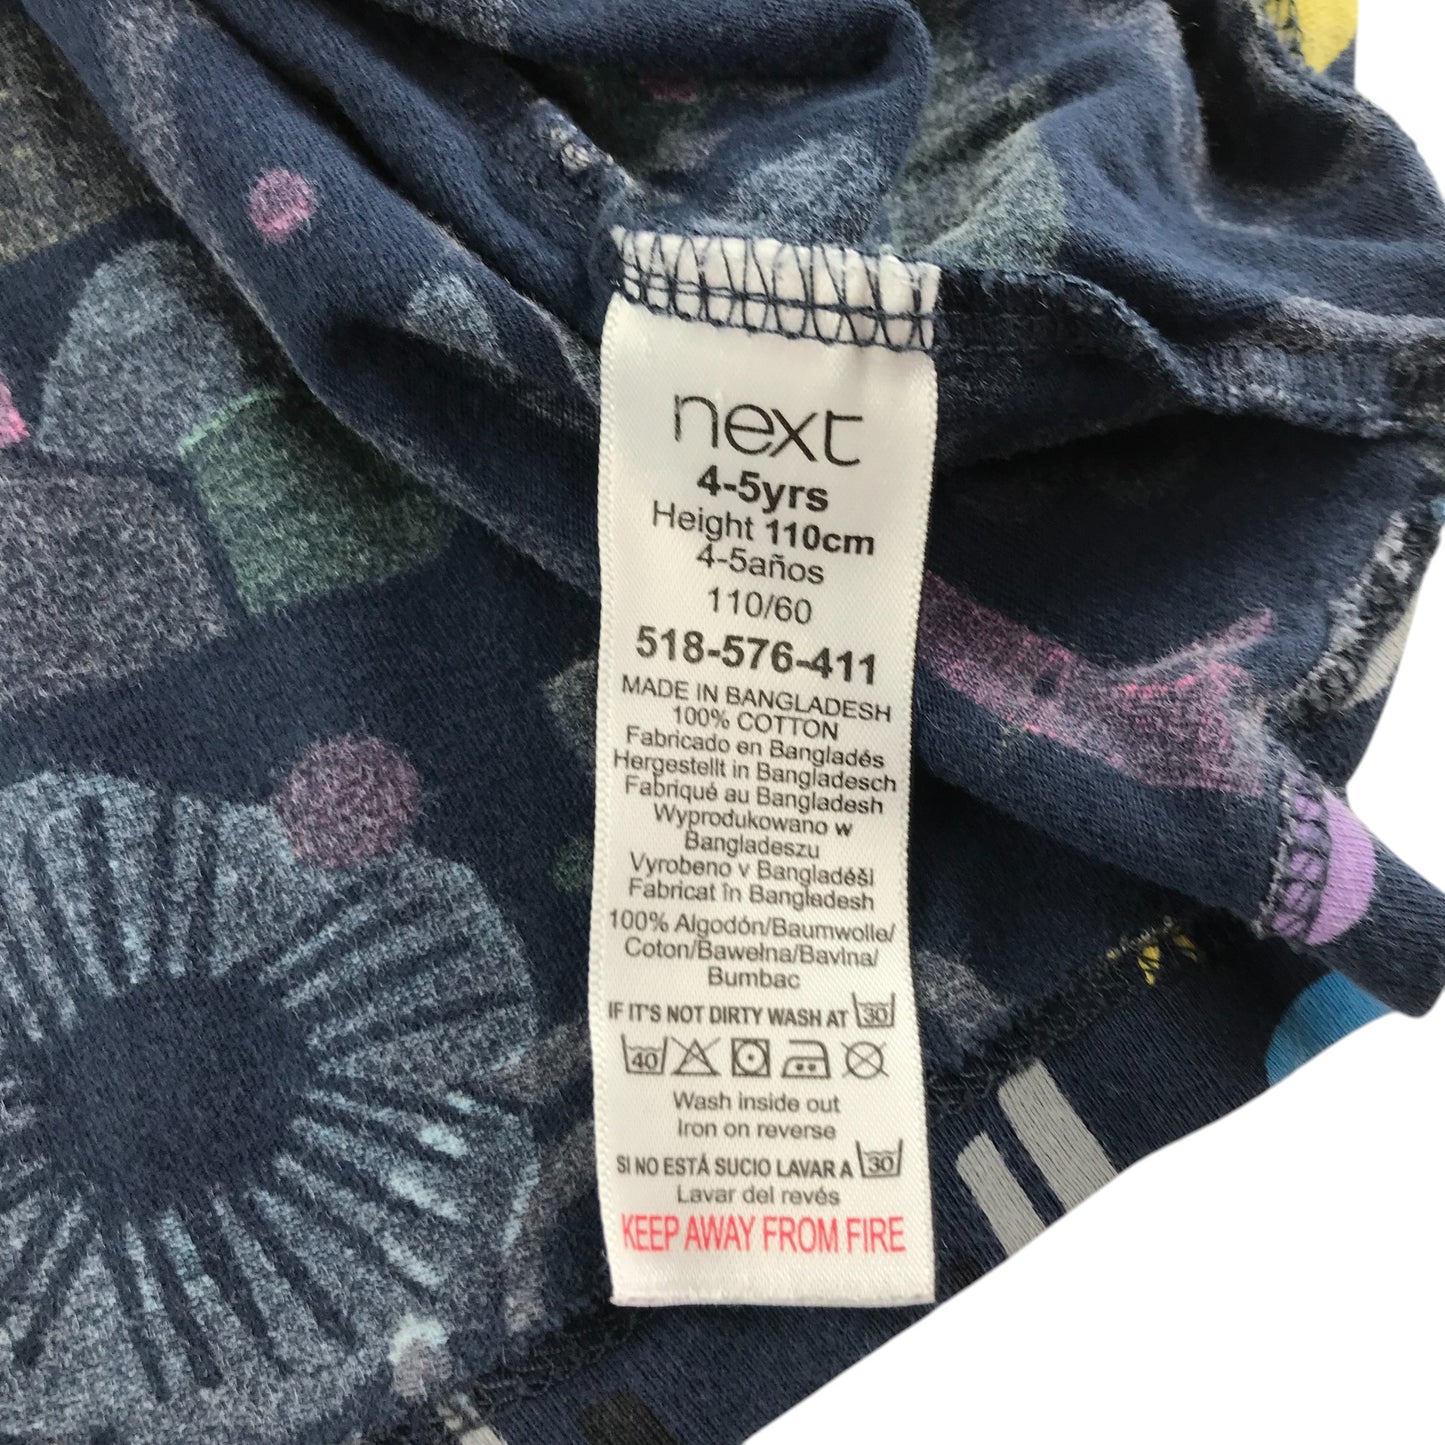 next
4-5yrs
Height 110cm
4-5años
110/60
518-576-411
MADE IN BANGLADESH
100% COTTON
Fabricado en Bangladés
Hergestellt in Bangladesch
Fabriqué au Bangladesh
Wyprodukowano w
Bangladeszu
Vyrobeno v Bangladéši
Fabricat în Bangladesh
100% Algodón/Baumwolle/
Coton/Bawełna/Bavlna/
Bumbac
IF IT'S NOT DIRTY WASH AT 30
40
Wash inside out
Iron on reverse
SI NO ESTÁ SUCIO LAVAR A 30
Lavar del revés
KEEP AWAY FROM FIRE